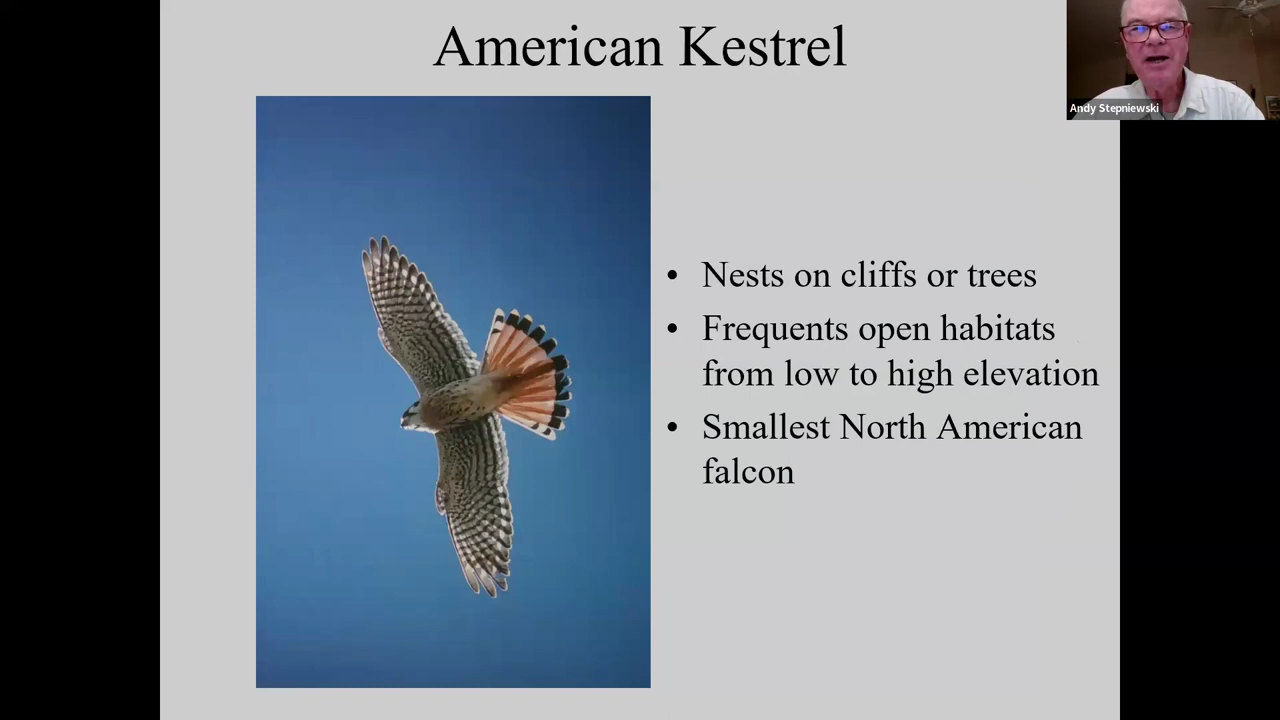 American Kestrel
Andy Stepniewski
• Nests on cliffs or trees
• Frequents open habitats
from low to high elevation
• Smallest North American
falcon